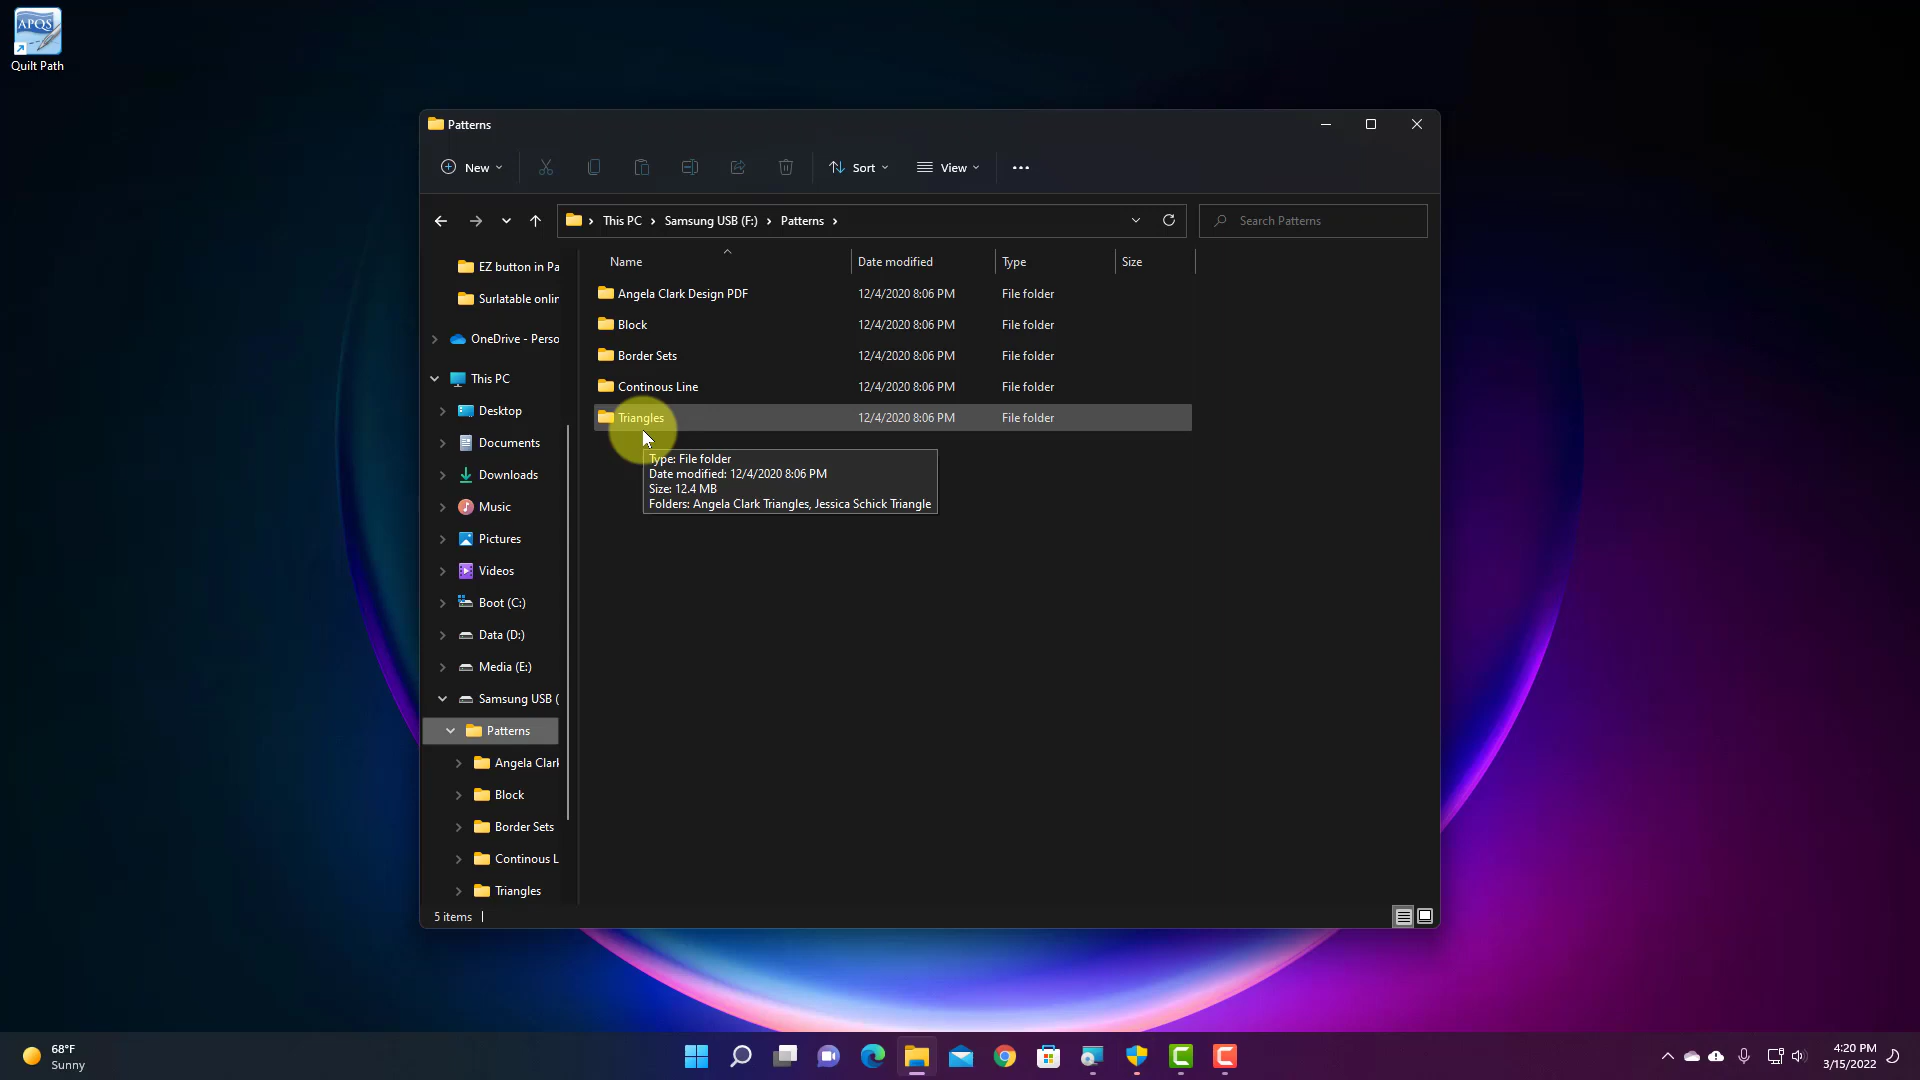 APQS
Quilt Path
Patterns
New
Sort
View
This PC
Samsung USB (F:)
Patterns
Search Patterns
Name
Date modified
Type
Size
Angela Clark Design PDF
12/4/2020 8:06 PM
File folder
Block
12/4/2020 8:06 PM
File folder
Border Sets
12/4/2020 8:06 PM
File folder
Continous Line
12/4/2020 8:06 PM
File folder
Triangles
12/4/2020 8:06 PM
File folder
Type: File folder
Date modified: 12/4/2020 8:06 PM
Size: 12.4 MB
Folders: Angela Clark Triangles, Jessica Schick Triangle
EZ button in Pa
Surlatable onlin
OneDrive - Perso
This PC
Desktop
Documents
Downloads
Music
Pictures
Videos
Boot (C:)
Data (D:)
Media (E:)
Samsung USB (
Patterns
Angela Clark
Block
Border Sets
Continous L
Triangles
5 items
68°F
Sunny
4:20 PM
3/15/2022